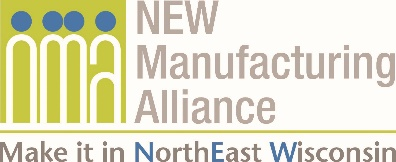 nma
NEW
Manufacturing
Alliance
Make it in NorthEast Wisconsin